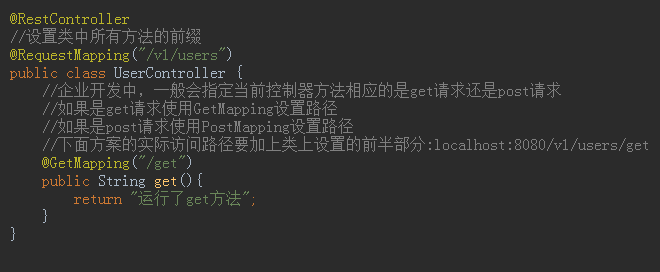 @RestController
//设置类中所有方法的前缀
@RequestMapping("/v1/users")
public class UserController {
//企业开发中，一般会指定当前控制器方法相应的是get请求还是post请求
//如果是get请求使用GetMapping设置路径
//如果是post请求使用PostMapping设置路径
//下面方案的实际访问路径要加上类上设置的前半部分:localhost:8080/v1/users/get
@GetMapping("/get")
public String get(){
return "运行了get方法";
}
}